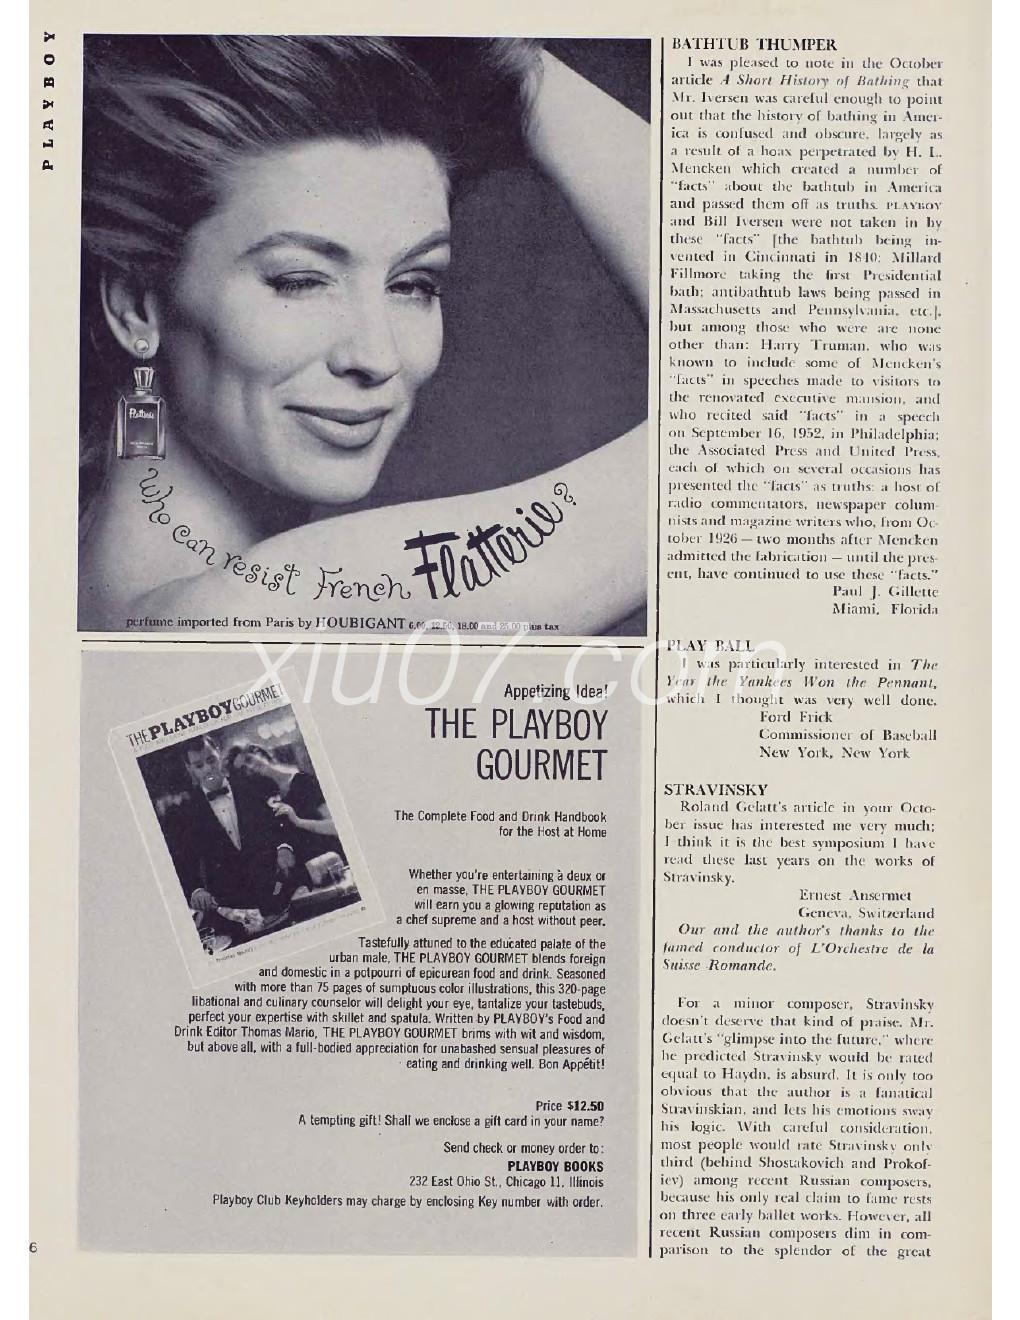 PLAYBOY
Flatterie
who can resist French Flatterie?
perfume imported from Paris by HOUBIGANT 6.00, 12.50, 18.00 and 25.00 plus tax
THE PLAYBOY GOURMET
Appetizing Idea!
THE PLAYBOY
GOURMET
The Complete Food and Drink Handbook
for the Host at Home
Whether you're entertaining à deux or
en masse, THE PLAYBOY GOURMET
will earn you a glowing reputation as
a chef supreme and a host without peer.
Tastefully attuned to the educated palate of the
urban male, THE PLAYBOY GOURMET blends foreign
and domestic in a potpourri of epicurean food and drink. Seasoned
with more than 75 pages of sumptuous color illustrations, this 320-page
libational and culinary counselor will delight your eye, tantalize your tastebuds,
perfect your expertise with skillet and spatula. Written by PLAYBOY's Food and
Drink Editor Thomas Mario, THE PLAYBOY GOURMET brims with wit and wisdom,
but above all, with a full-bodied appreciation for unabashed sensual pleasures of
eating and drinking well. Bon Appétit!
Price $12.50
A tempting gift! Shall we enclose a gift card in your name?
Send check or money order to:
PLAYBOY BOOKS
232 East Ohio St., Chicago 11, Illinois
Playboy Club Keyholders may charge by enclosing Key number with order.
6
BATHTUB THUMPER
I was pleased to note in the October
article A Short History of Bathing that
Mr. Iversen was careful enough to point
out that the history of bathing in Amer-
ica is confused and obscure, largely as
a result of a hoax perpetrated by H. L.
Mencken which created a number of
"facts" about the bathtub in America
and passed them off as truths. PLAYBOY
and Bill Iversen were not taken in by
these "facts" [the bathtub being in-
vented in Cincinnati in 1840; Millard
Fillmore taking the first Presidential
bath; antibathtub laws being passed in
Massachusetts and Pennsylvania, etc.],
but among those who were are none
other than: Harry Truman, who was
known to include some of Mencken's
"facts" in speeches made to visitors to
the renovated executive mansion, and
who recited said "facts" in a speech
on September 16, 1952, in Philadelphia;
the Associated Press and United Press,
each of which on several occasions has
presented the "facts" as truths; a host of
radio commentators, newspaper colum-
nists and magazine writers who, from Oc-
tober 1926 — two months after Mencken
admitted the fabrication — until the pres-
ent, have continued to use these "facts."
Paul J. Gillette
Miami, Florida
PLAY BALL
I was particularly interested in The
Year the Yankees Won the Pennant,
which I thought was very well done.
Ford Frick
Commissioner of Baseball
New York, New York
STRAVINSKY
Roland Gelatt's article in your Octo-
ber issue has interested me very much;
I think it is the best symposium I have
read these last years on the works of
Stravinsky.
Ernest Ansermet
Geneva, Switzerland
Our and the author's thanks to the
famed conductor of L'Orchestre de la
Suisse Romande.
For a minor composer, Stravinsky
doesn't deserve that kind of praise. Mr.
Gelatt's "glimpse into the future," where
he predicted Stravinsky would be rated
equal to Haydn, is absurd. It is only too
obvious that the author is a fanatical
Stravinskian, and lets his emotions sway
his logic. With careful consideration,
most people would rate Stravinsky only
third (behind Shostakovich and Prokof-
iev) among recent Russian composers,
because his only real claim to fame rests
on three early ballet works. However, all
recent Russian composers dim in com-
parison to the splendor of the great
xiu07.com